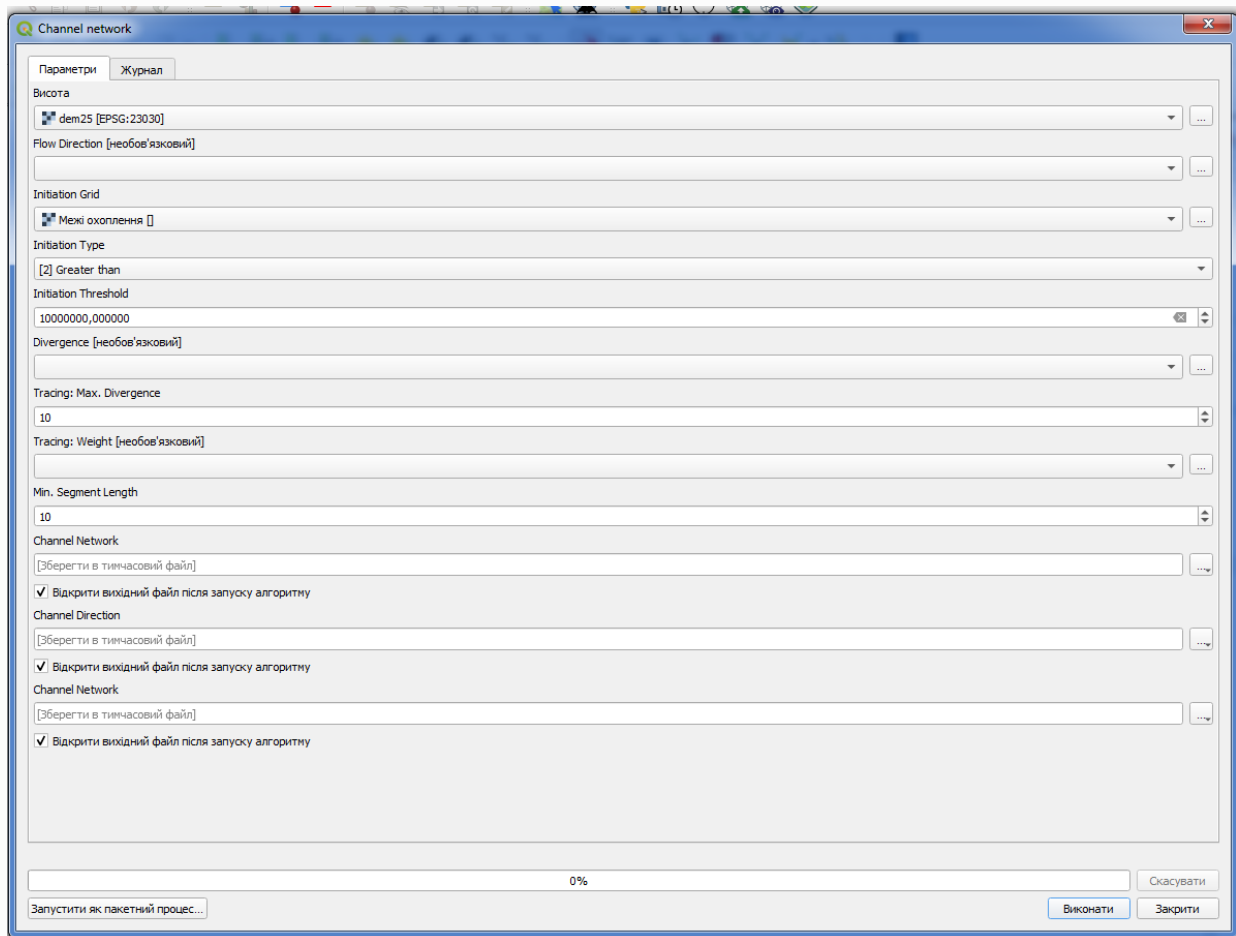 Channel network
Параметри Журнал
Висота
dem25 [EPSG:23030]
...
Flow Direction [необов'язковий]
...
Initiation Grid
Межі охоплення []
...
Initiation Type
[2] Greater than
Initiation Threshold
10000000,000000
Divergence [необов'язковий]
...
Tracing: Max. Divergence
10
Tracing: Weight [необов'язковий]
...
Min. Segment Length
10
Channel Network
[Зберегти в тимчасовий файл]
...
Відкрити вихідний файл після запуску алгоритму
Channel Direction
[Зберегти в тимчасовий файл]
...
Відкрити вихідний файл після запуску алгоритму
Channel Network
[Зберегти в тимчасовий файл]
...
Відкрити вихідний файл після запуску алгоритму
0% Скасувати
Запустити як пакетний процес... Виконати Закрити